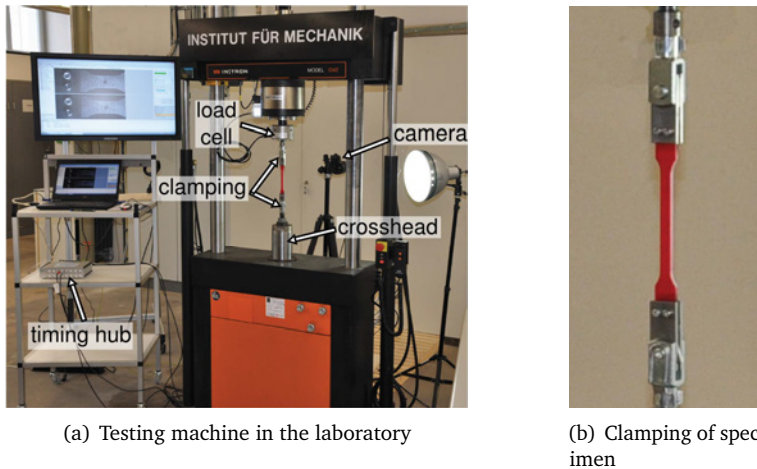 INSTITUT FÜR MECHANIK
INSTRON
MODEL
load
cell
camera
clamping
crosshead
timing hub
(a) Testing machine in the laboratory
(b) Clamping of spec
imen